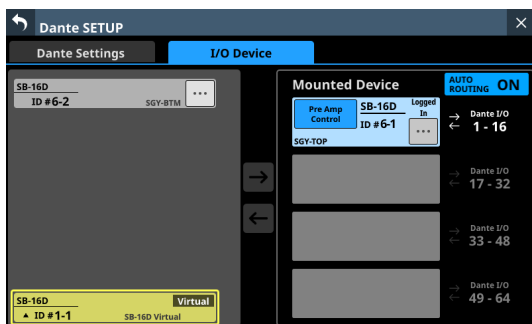 Dante SETUP
Dante Settings
I/O Device
SB-16D
ID #6-2
SGY-BTM
...
SB-16D
Virtual
▲ ID #1-1
SB-16D Virtual
→
←
Mounted Device
AUTO
ROUTING ON
Pre Amp
Control
SB-16D
ID #6-1
Logged
In
...
SGY-TOP
Dante I/O
1 - 16
Dante I/O
17 - 32
Dante I/O
33 - 48
Dante I/O
49 - 64